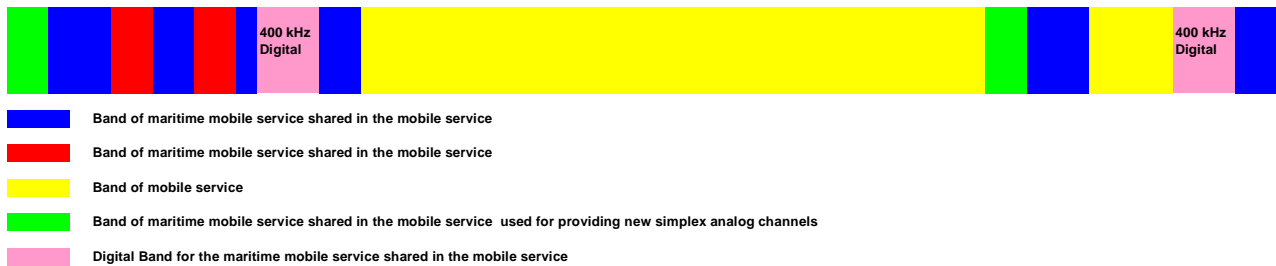 400 kHz
Digital
400 kHz
Digital
Band of maritime mobile service shared in the mobile service
Band of maritime mobile service shared in the mobile service
Band of mobile service
Band of maritime mobile service shared in the mobile service  used for providing new simplex analog channels
Digital Band for the maritime mobile service shared in the mobile service